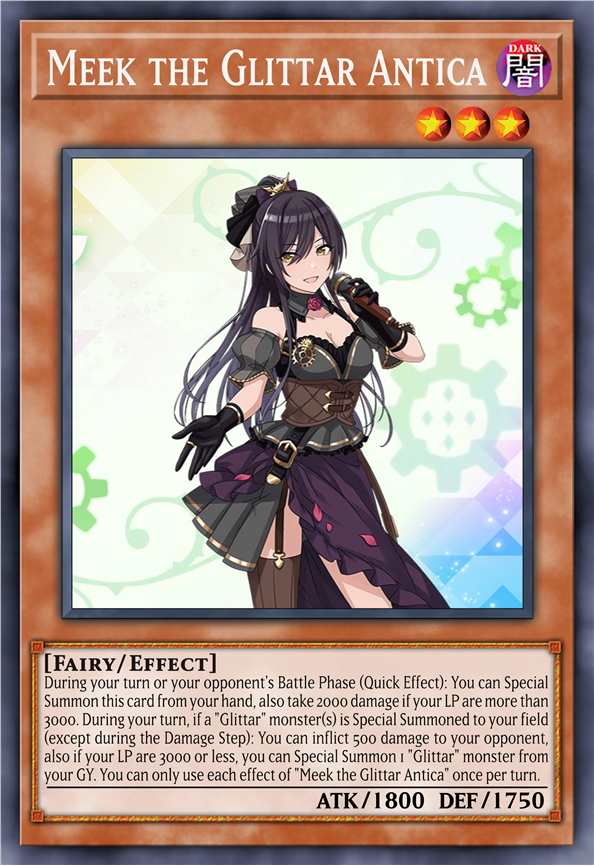 Meek the Glittar Antica
DARK
闇
[Fairy/Effect]
During your turn or your opponent's Battle Phase (Quick Effect): You can Special
Summon this card from your hand, also take 2000 damage if your LP are more than
3000. During your turn, if a "Glittar" monster(s) is Special Summoned to your field
(except during the Damage Step): You can inflict 500 damage to your opponent,
also if your LP are 3000 or less, you can Special Summon 1 "Glittar" monster from
your GY. You can only use each effect of "Meek the Glittar Antica" once per turn.
ATK/1800 DEF/1750